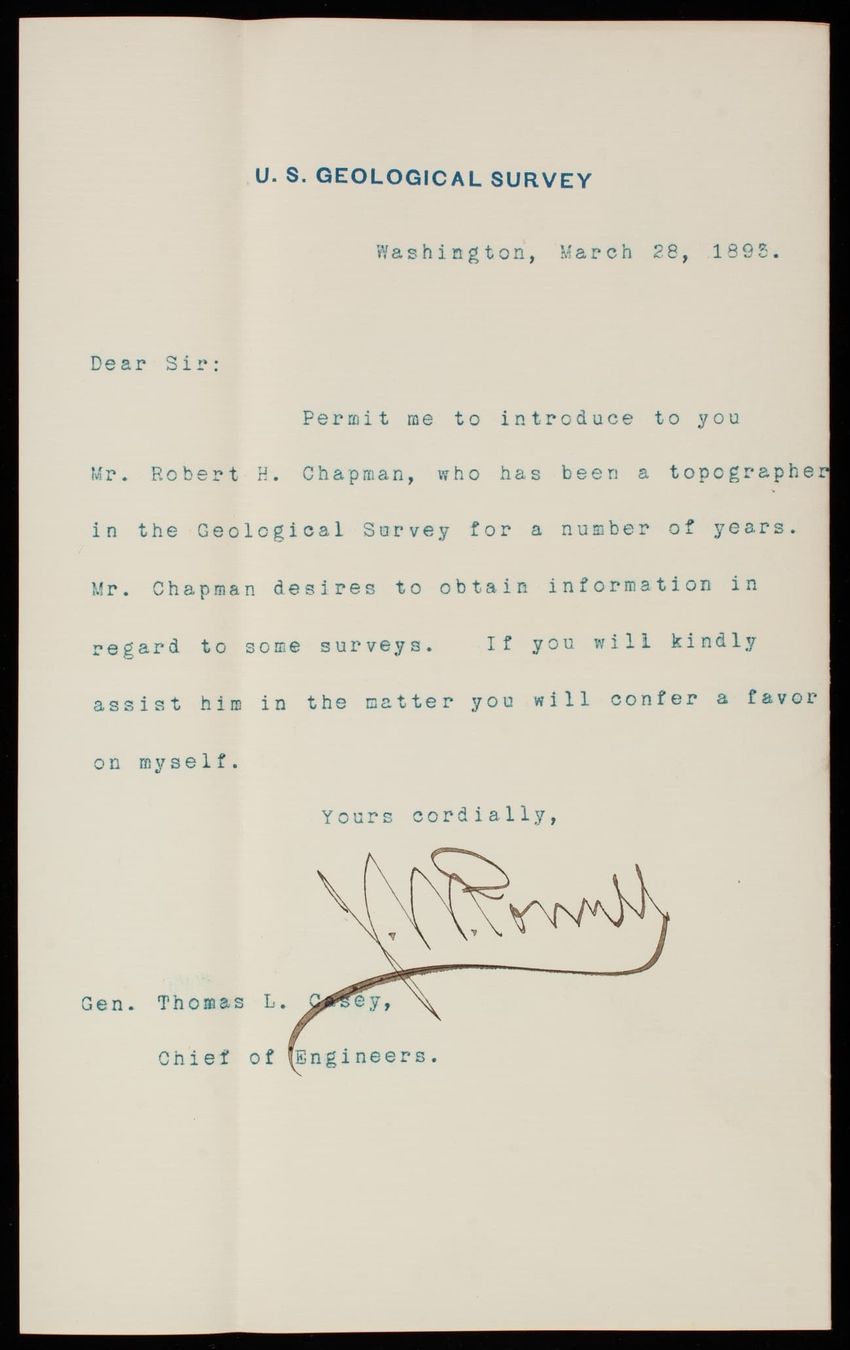 U. S. GEOLOGICAL SURVEY
Washington, March 28, 1893.
Dear Sir:
Permit me to introduce to you
Mr. Robert H. Chapman, who has been a topographer
in the Geological Survey for a number of years.
Mr. Chapman desires to obtain information in
regard to some surveys. If you will kindly
assist him in the matter you will confer a favor
on myself.
Yours cordially,
J. W. Powell
Gen. Thomas L. Casey,
Chief of Engineers.